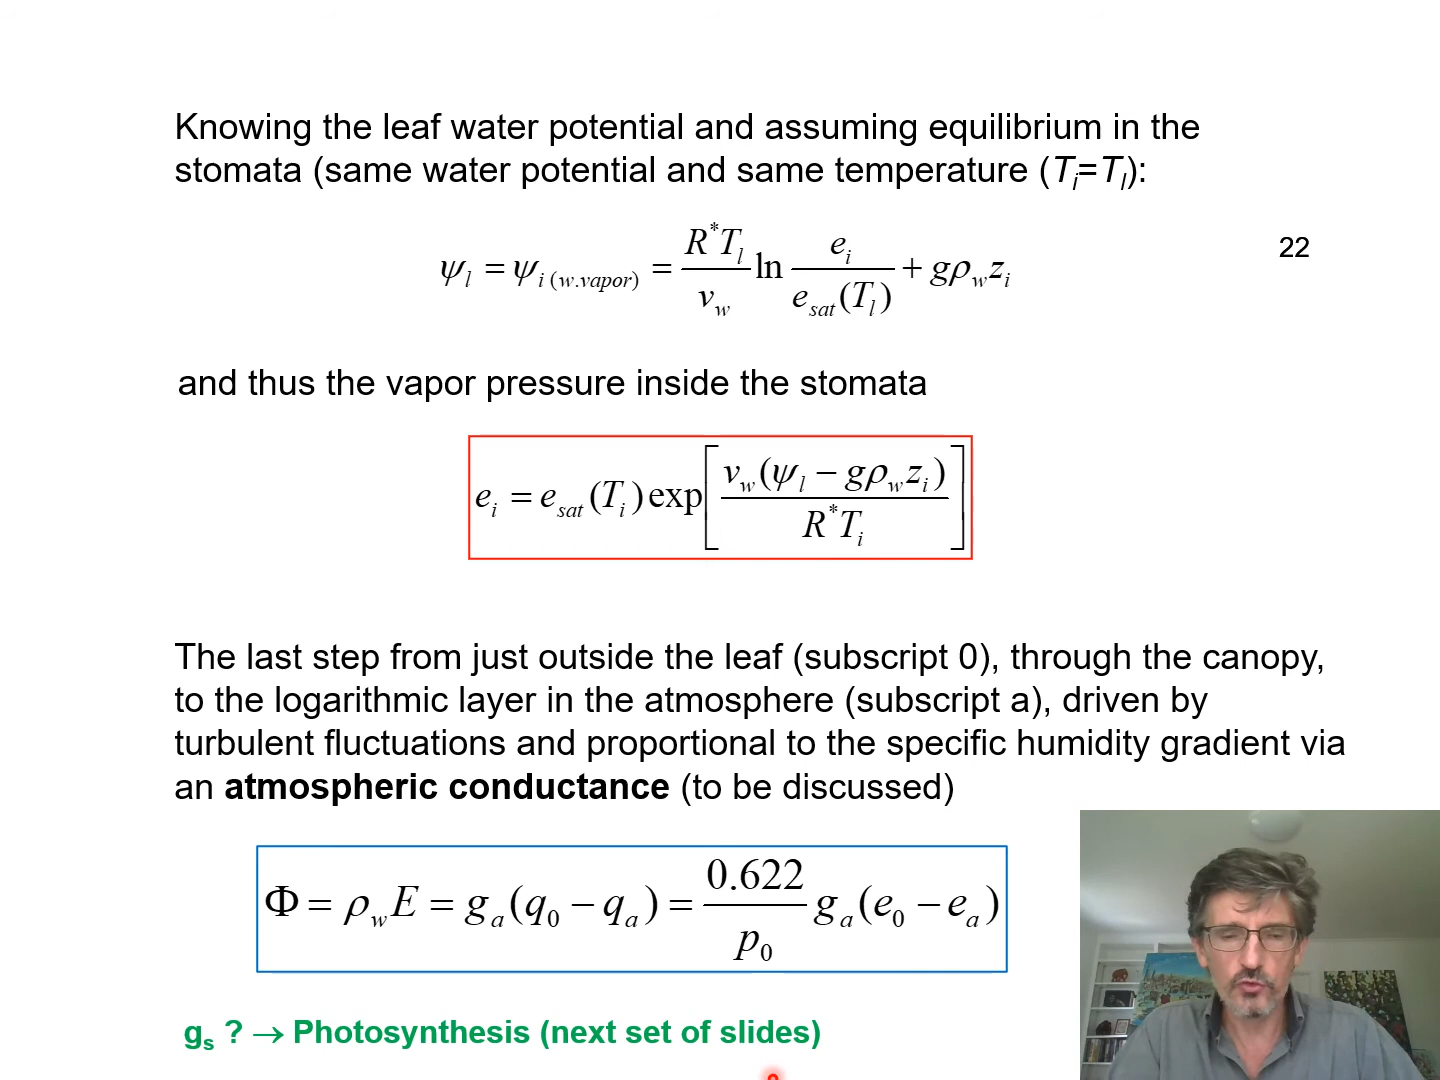 Knowing the leaf water potential and assuming equilibrium in the
stomata (same water potential and same temperature (Ti=Tl):
ψl = ψi (w.vapor) = R*Tl / vw ln ei / esat(Tl) + gρwzi
22
and thus the vapor pressure inside the stomata
ei = esat(Ti) exp[vw(ψl − gρwzi) / R*Ti]
The last step from just outside the leaf (subscript 0), through the canopy,
to the logarithmic layer in the atmosphere (subscript a), driven by
turbulent fluctuations and proportional to the specific humidity gradient via
an atmospheric conductance (to be discussed)
Φ = ρwE = ga(q0 − qa) = 0.622 / p0 ga(e0 − ea)
gs ? → Photosynthesis (next set of slides)